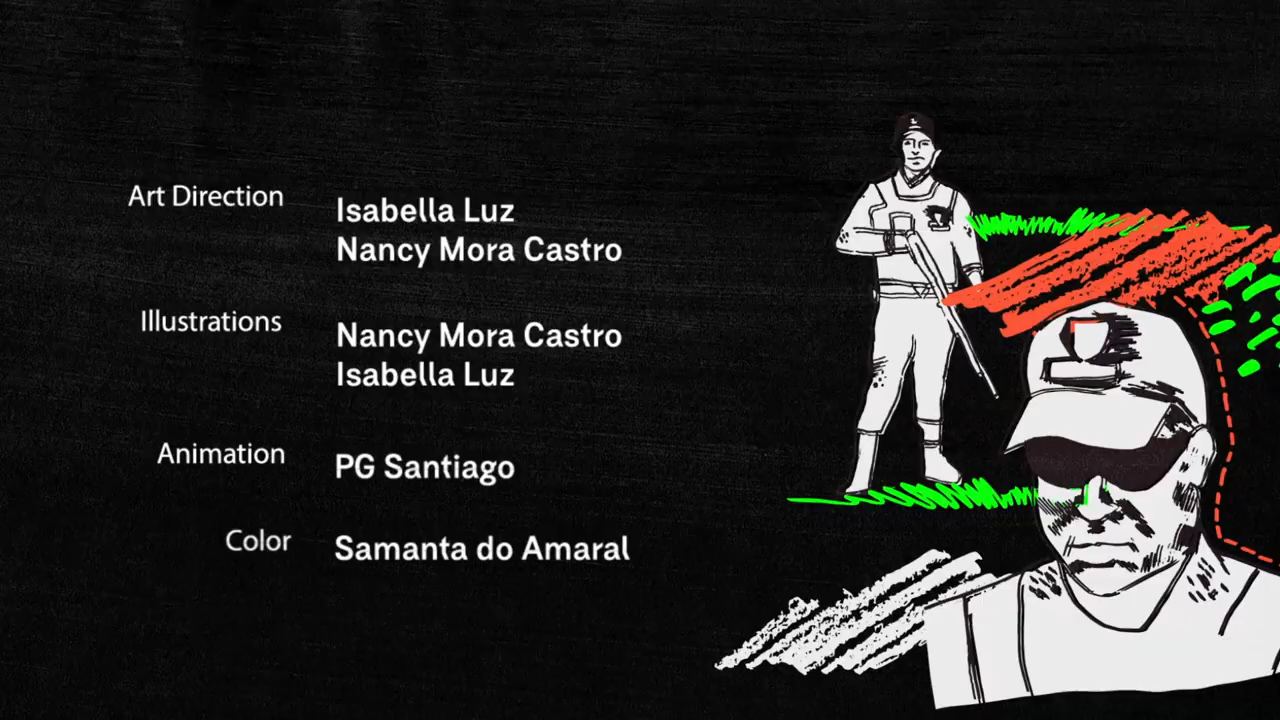 Art Direction
Isabella Luz
Nancy Mora Castro
Illustrations
Nancy Mora Castro
Isabella Luz
Animation
PG Santiago
Color
Samanta do Amaral